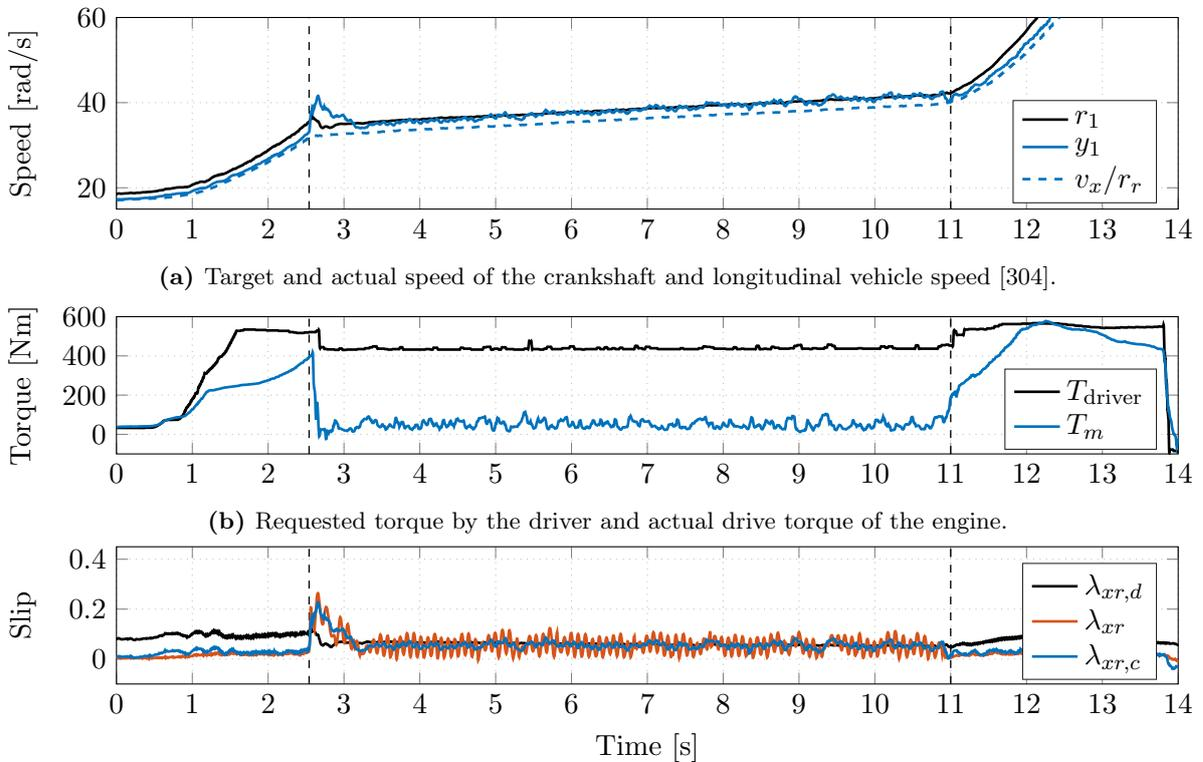 60
40
20
Speed [rad/s]
r1
y1
vx/rr
0 1 2 3 4 5 6 7 8 9 10 11 12 13 14
(a) Target and actual speed of the crankshaft and longitudinal vehicle speed [304].
600
400
200
0
Torque [Nm]
Tdriver
Tm
0 1 2 3 4 5 6 7 8 9 10 11 12 13 14
(b) Requested torque by the driver and actual drive torque of the engine.
0.4
0.2
0
Slip
λxr,d
λxr
λxr,c
0 1 2 3 4 5 6 7 8 9 10 11 12 13 14
Time [s]